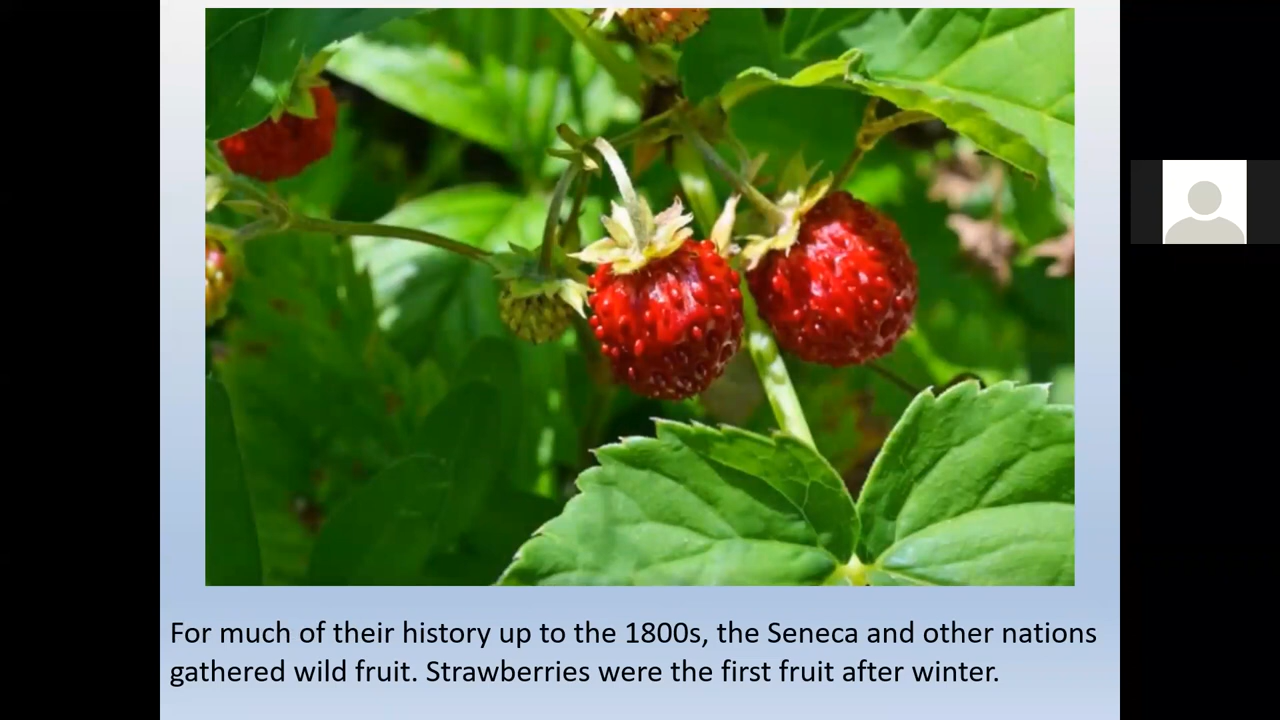 For much of their history up to the 1800s, the Seneca and other nations
gathered wild fruit. Strawberries were the first fruit after winter.